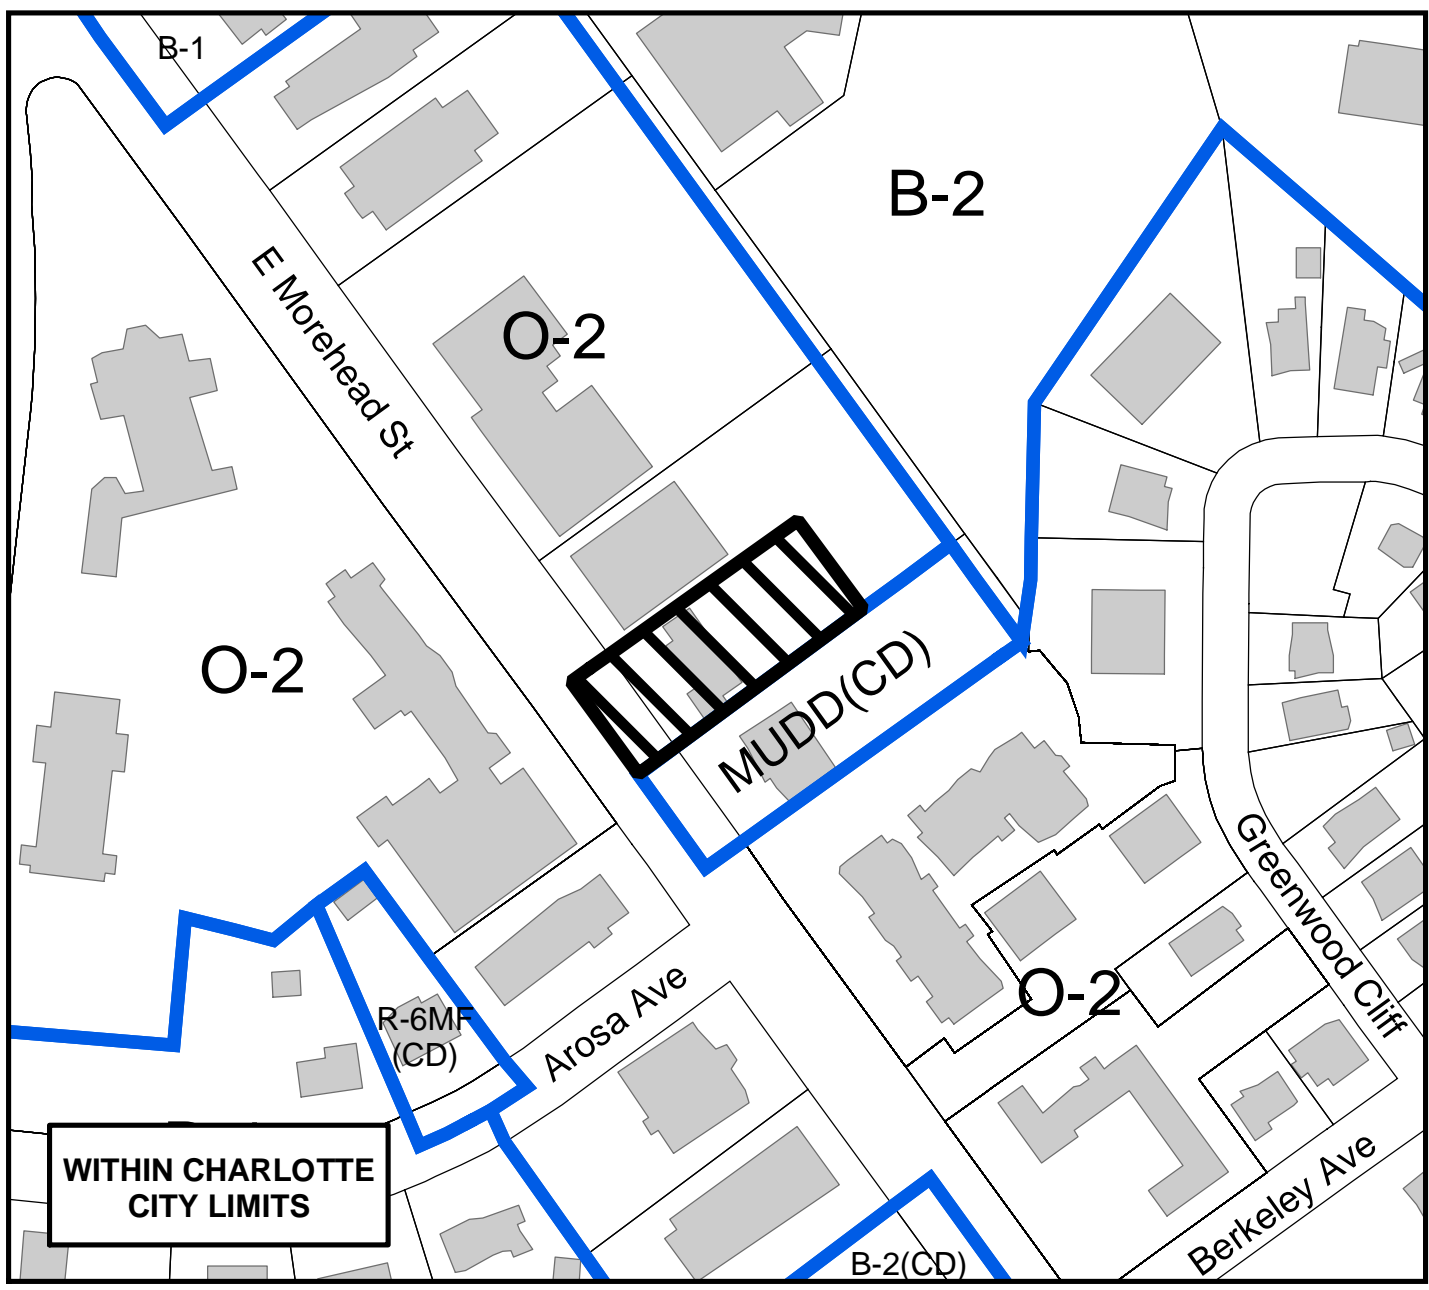 B-1
B-2
E Morehead St
O-2
O-2
MUDD(CD)
Greenwood Cliff
O-2
R-6MF
(CD)
Arosa Ave
WITHIN CHARLOTTE
CITY LIMITS
Berkeley Ave
B-2(CD)